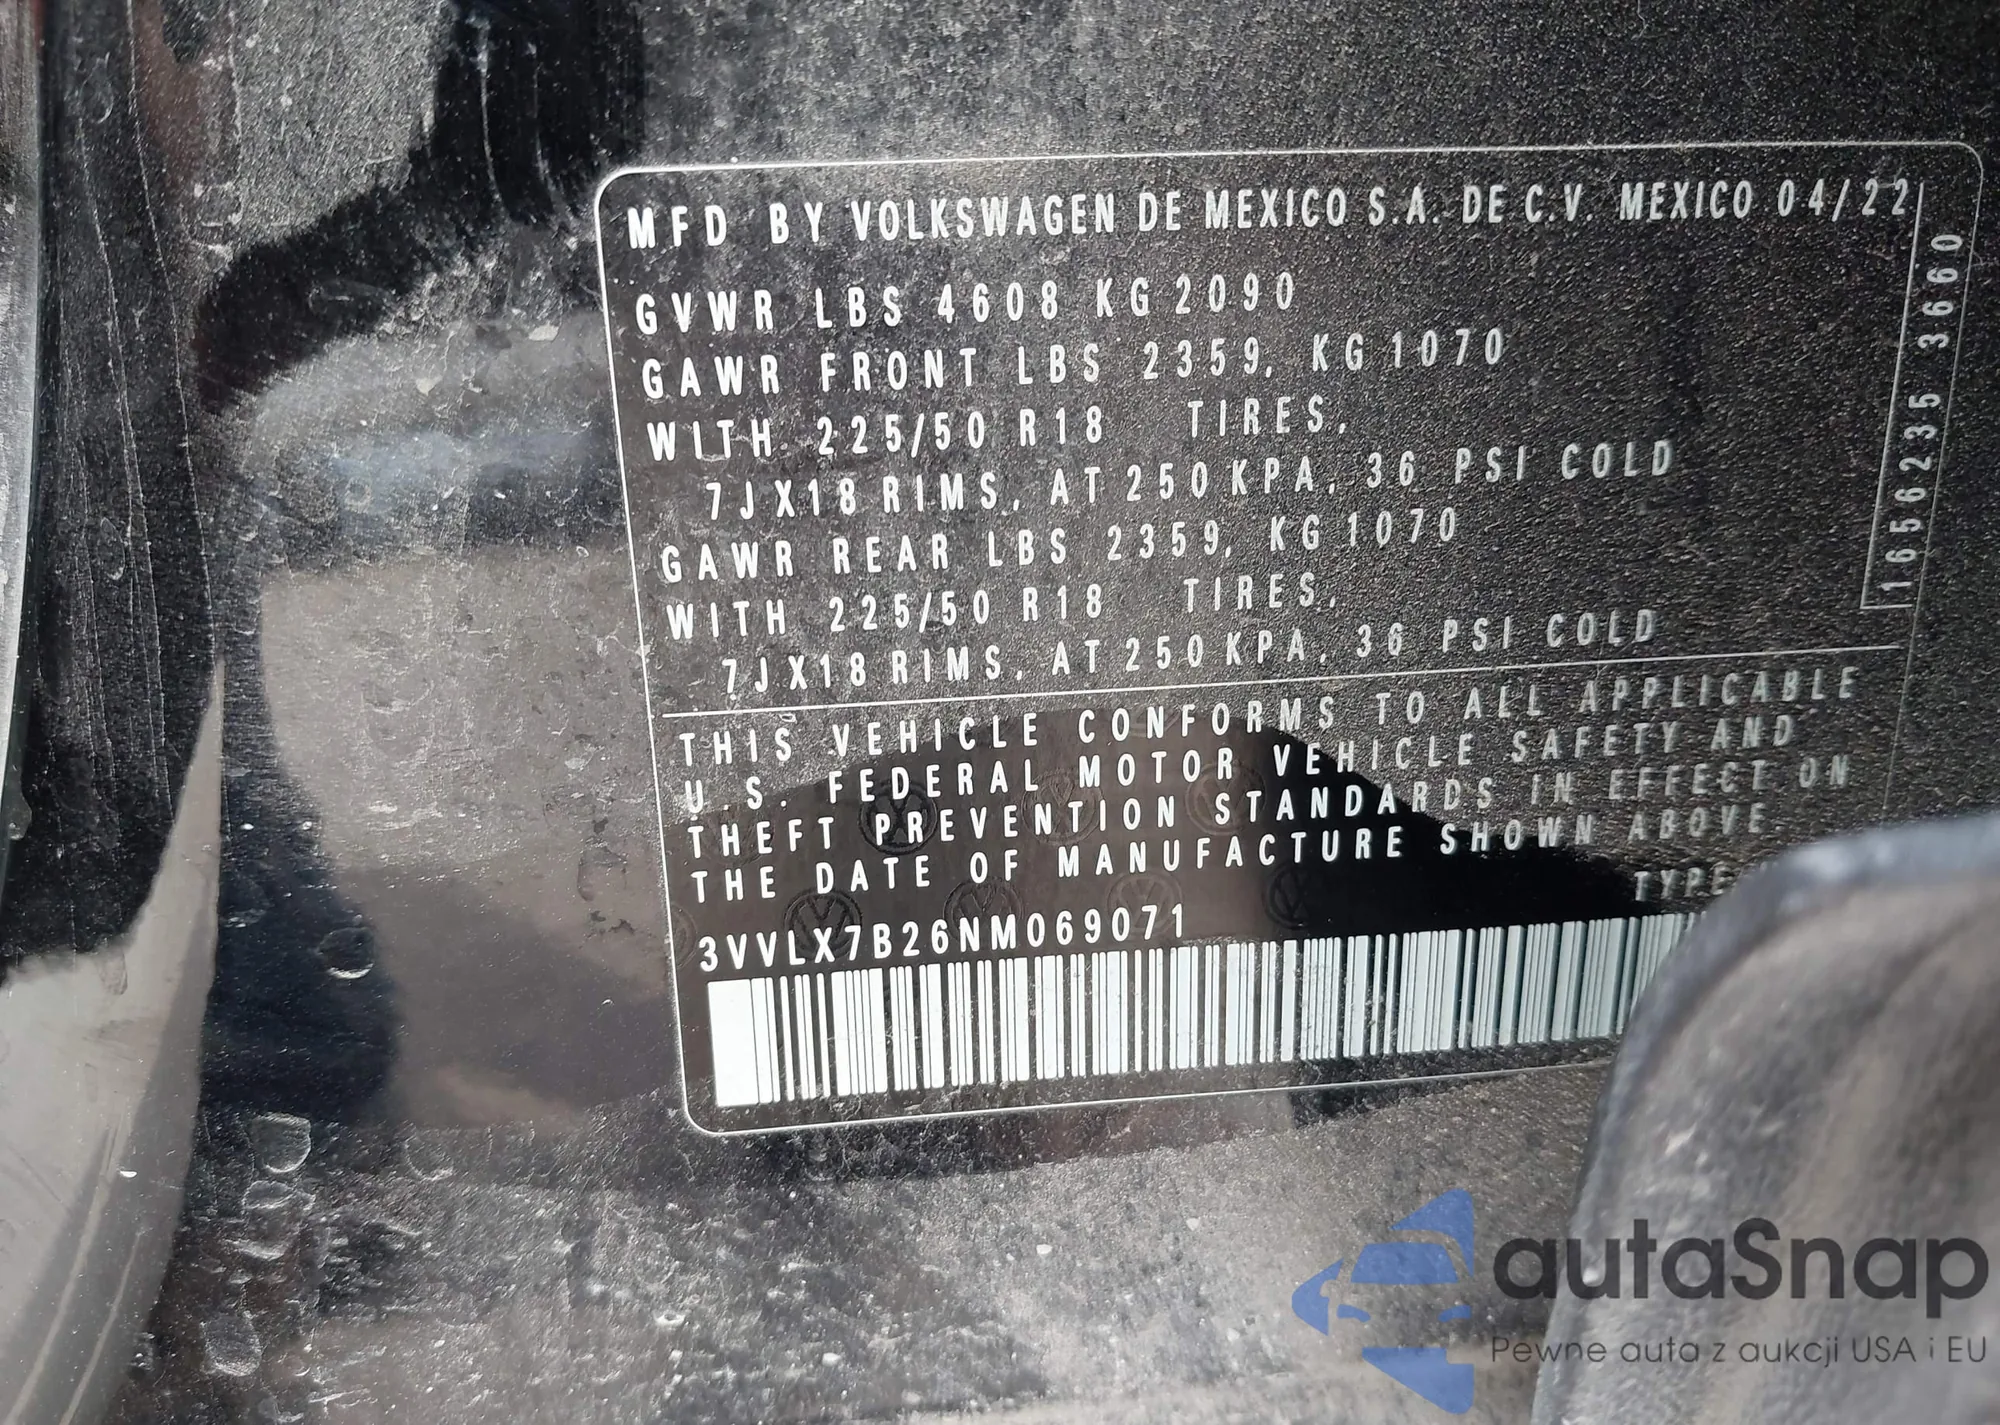 MFD BY VOLKSWAGEN DE MEXICO S.A. DE C.V. MEXICO 04/22
GVWR LBS 4608 KG 2090
GAWR FRONT LBS 2359, KG 1070
WITH 225/50 R18 TIRES,
7JX18 RIMS, AT 250 KPA, 36 PSI COLD
GAWR REAR LBS 2359, KG 1070
WITH 225/50 R18 TIRES,
7JX18 RIMS, AT 250 KPA, 36 PSI COLD
1656235 3660
THIS VEHICLE CONFORMS TO ALL APPLICABLE
U.S. FEDERAL MOTOR VEHICLE SAFETY AND
THEFT PREVENTION STANDARDS IN EFFECT ON
THE DATE OF MANUFACTURE SHOWN ABOVE
TYPE
3VVLX7B26NM069071
autaSnap
Pewne auta z aukcji USA i EU